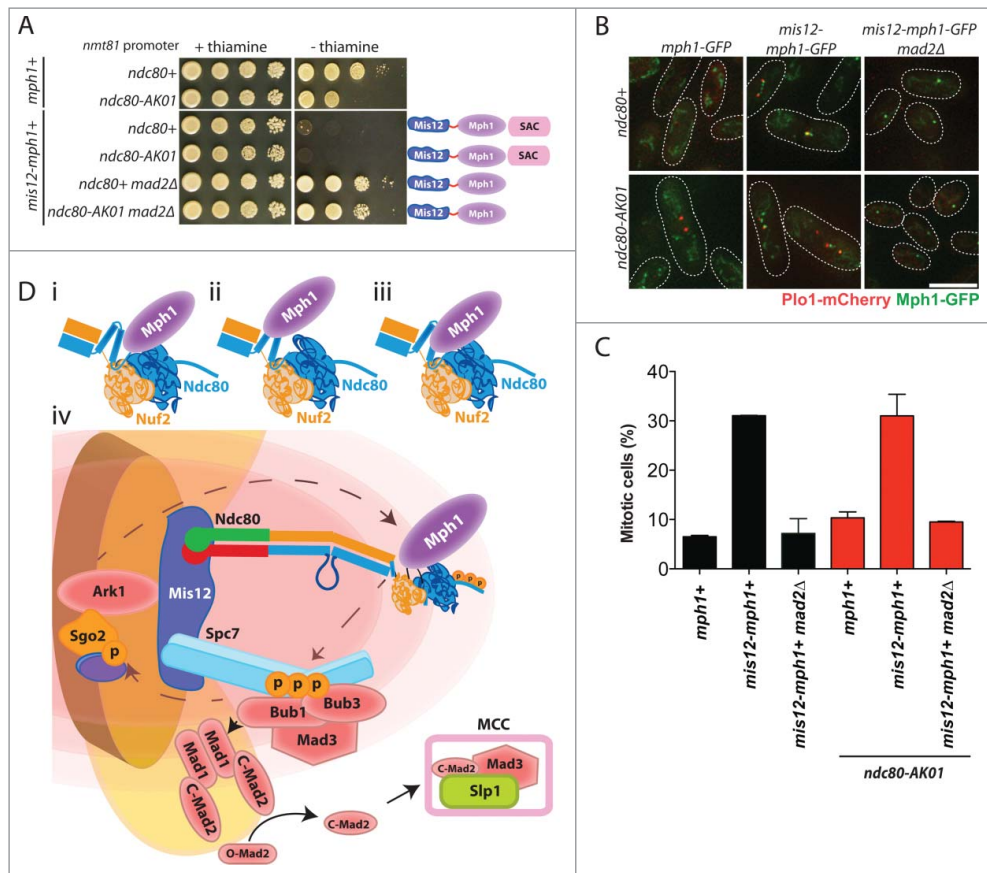 A
nmt81 promoter
+ thiamine
- thiamine
mph1+
ndc80+
ndc80-AK01
mis12-mph1+
ndc80+
Mis12 Mph1 SAC
ndc80-AK01
Mis12 Mph1 SAC
ndc80+ mad2Δ
Mis12 Mph1
ndc80-AK01 mad2Δ
Mis12 Mph1
B
mph1-GFP
mis12-
mph1-GFP
mis12-mph1-GFP
mad2Δ
ndc80+
ndc80-AK01
Plo1-mCherry Mph1-GFP
C
Mitotic cells (%)
40
30
20
10
0
mph1+
mis12-mph1+
mis12-mph1+ mad2Δ
mph1+
mis12-mph1+
mis12-mph1+ mad2Δ
ndc80-AK01
D
i
Mph1
Ndc80
Nuf2
ii
Mph1
Ndc80
Nuf2
iii
Mph1
Ndc80
Nuf2
iv
Ndc80
Mph1
P P P
Ark1
Mis12
Sgo2
P
Spc7
P P P
Bub1
Bub3
Mad3
Mad1
Mad1
C-Mad2
C-Mad2
O-Mad2
C-Mad2
MCC
C-Mad2
Mad3
Slp1